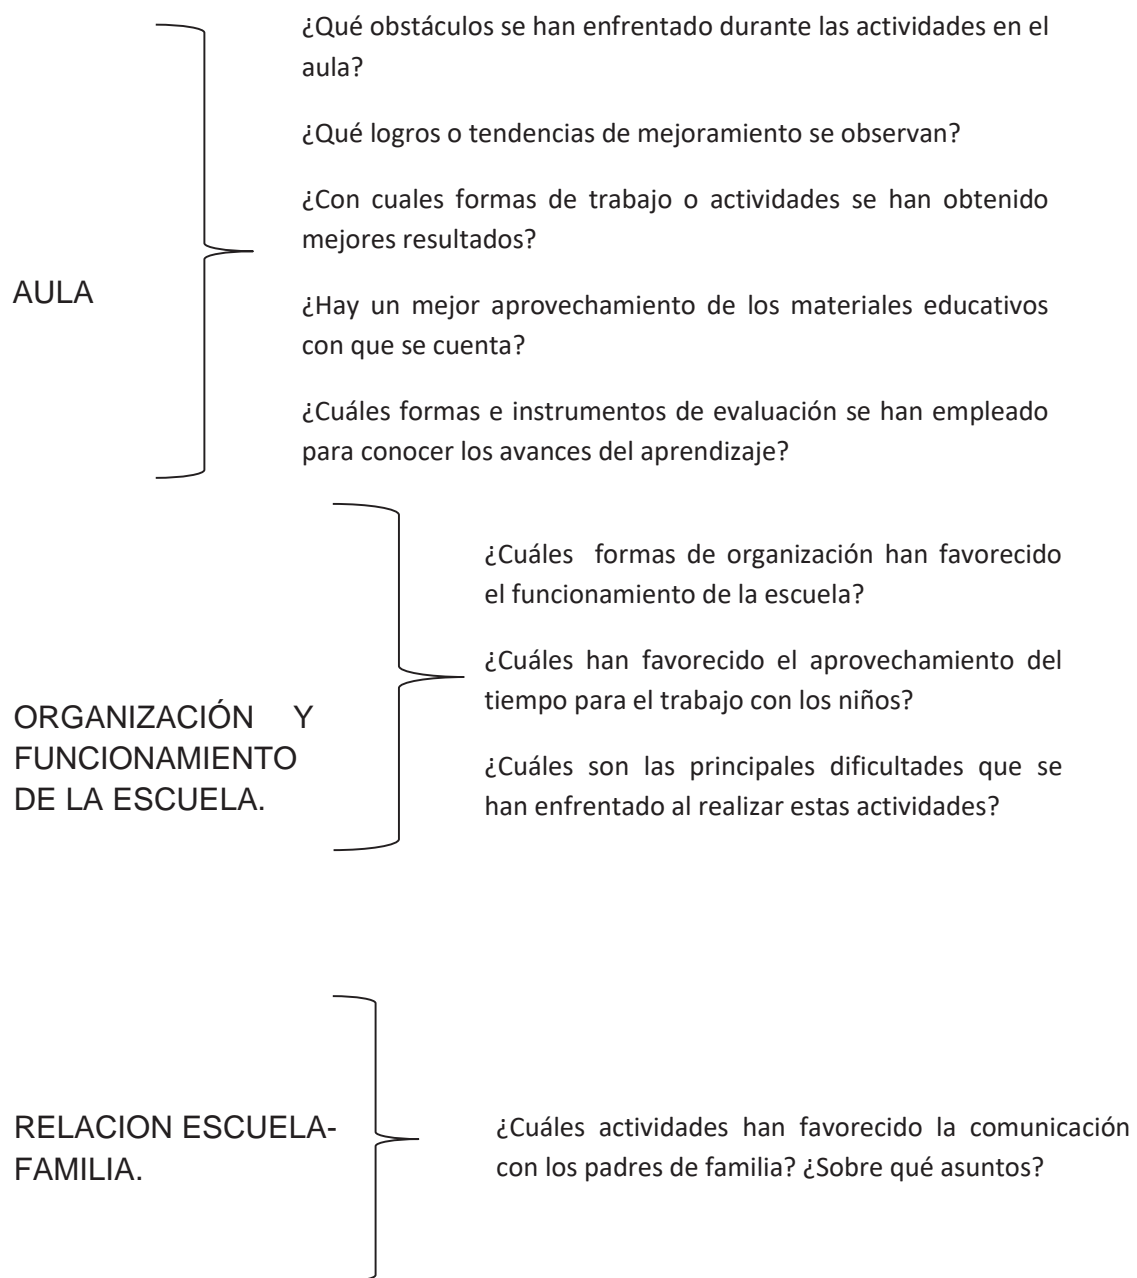 ¿Qué obstáculos se han enfrentado durante las actividades en el
aula?
¿Qué logros o tendencias de mejoramiento se observan?
¿Con cuales formas de trabajo o actividades se han obtenido
mejores resultados?
AULA
¿Hay un mejor aprovechamiento de los materiales educativos
con que se cuenta?
¿Cuáles formas e instrumentos de evaluación se han empleado
para conocer los avances del aprendizaje?
¿Cuáles formas de organización han favorecido
el funcionamiento de la escuela?
¿Cuáles han favorecido el aprovechamiento del
tiempo para el trabajo con los niños?
ORGANIZACIÓN Y
FUNCIONAMIENTO
DE LA ESCUELA.
¿Cuáles son las principales dificultades que se
han enfrentado al realizar estas actividades?
RELACION ESCUELA-
FAMILIA.
¿Cuáles actividades han favorecido la comunicación
con los padres de familia? ¿Sobre qué asuntos?